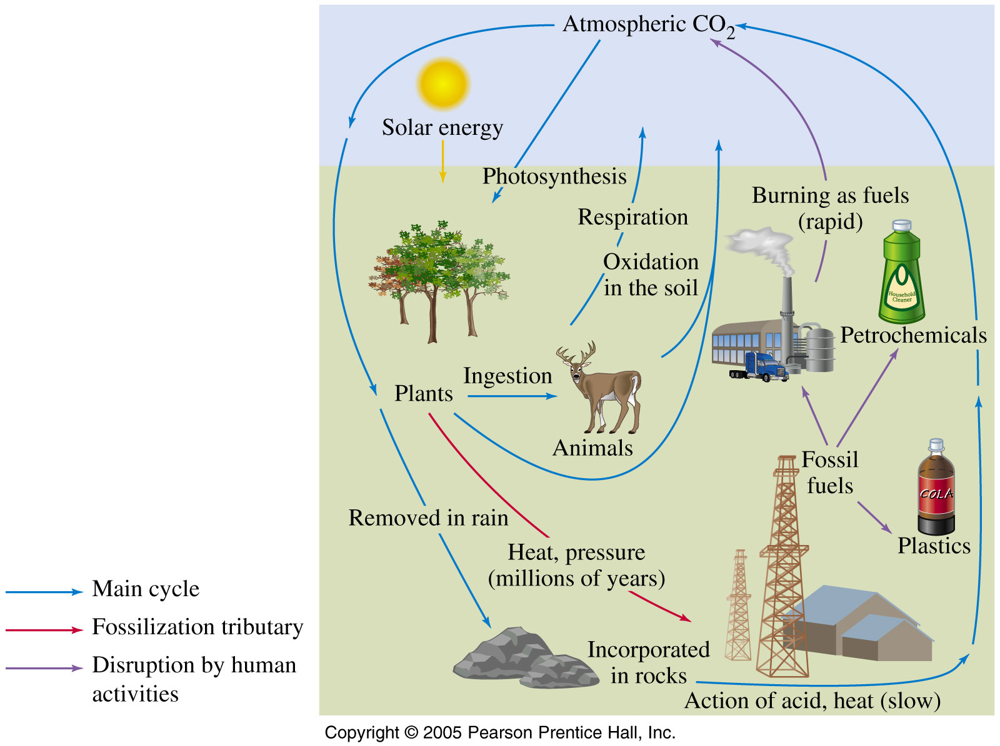 Atmospheric CO2
Solar energy
Photosynthesis
Respiration
Oxidation
in the soil
Burning as fuels
(rapid)
Household
Cleaner
Petrochemicals
Ingestion
Plants
Animals
Fossil
fuels
COLA
Plastics
Removed in rain
Heat, pressure
(millions of years)
Incorporated
in rocks
Action of acid, heat (slow)
Main cycle
Fossilization tributary
Disruption by human
activities
Copyright © 2005 Pearson Prentice Hall, Inc.